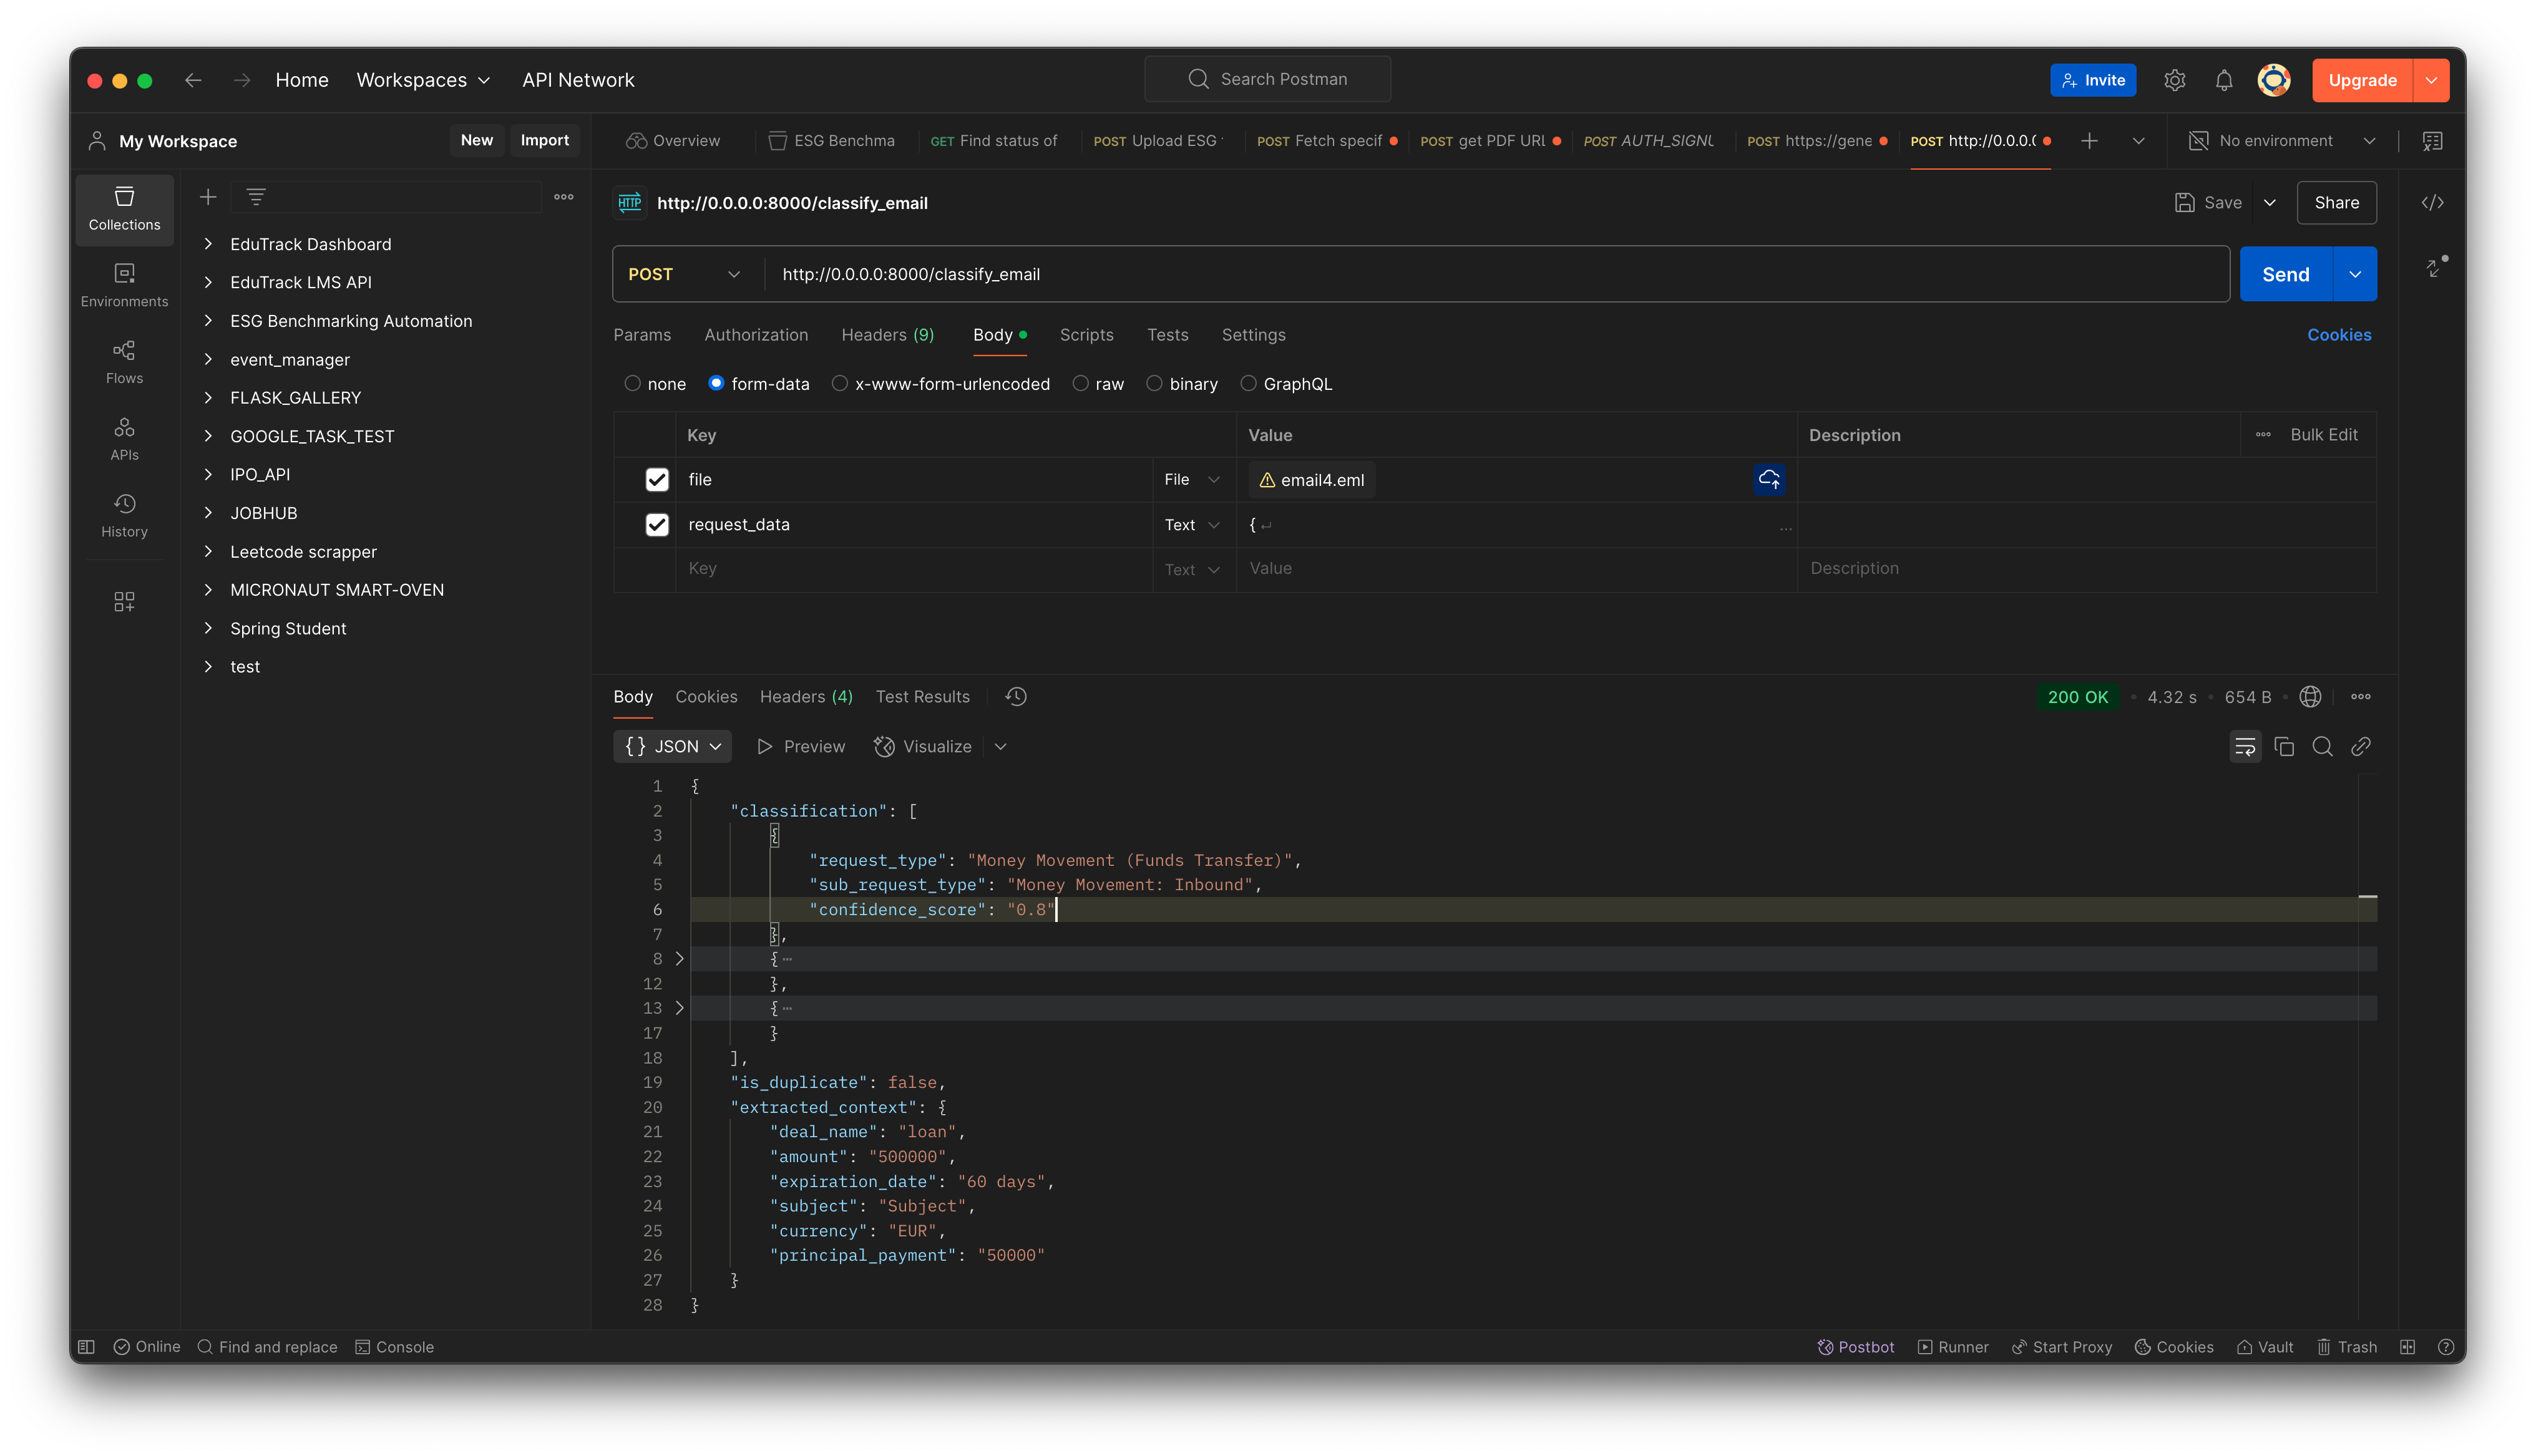 Home Workspaces API Network Search Postman Invite Upgrade
My Workspace New Import
Overview ESG Benchma GET Find status of POST Upload ESG POST Fetch specif POST get PDF URL POST AUTH_SIGNU POST https://gene POST http://0.0.0.0 No environment
Collections
Environments
Flows
APIs
History
EduTrack Dashboard
EduTrack LMS API
ESG Benchmarking Automation
event_manager
FLASK_GALLERY
GOOGLE_TASK_TEST
IPO_API
JOBHUB
Leetcode scrapper
MICRONAUT SMART-OVEN
Spring Student
test
HTTP http://0.0.0.0:8000/classify_email Save Share
POST http://0.0.0.0:8000/classify_email Send
Params Authorization Headers (9) Body Scripts Tests Settings Cookies
none form-data x-www-form-urlencoded raw binary GraphQL
Key Value Description ... Bulk Edit
file File email4.eml
request_data Text { ↵ ...
Key Text Value Description
Body Cookies Headers (4) Test Results 200 OK • 4.32 s • 654 B
{} JSON Preview Visualize
1 {
2 "classification": [
3 {
4 "request_type": "Money Movement (Funds Transfer)",
5 "sub_request_type": "Money Movement: Inbound",
6 "confidence_score": "0.8"
7 },
8 { ...
12 },
13 { ...
17 }
18 ],
19 "is_duplicate": false,
20 "extracted_context": {
21 "deal_name": "loan",
22 "amount": "500000",
23 "expiration_date": "60 days",
24 "subject": "Subject",
25 "currency": "EUR",
26 "principal_payment": "50000"
27 }
28 }
Online Find and replace Console Postbot Runner Start Proxy Cookies Vault Trash